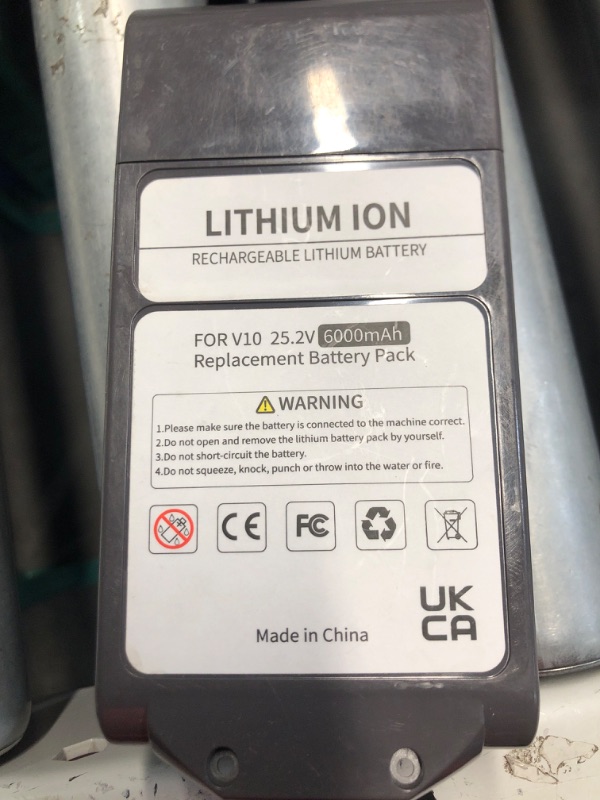 LITHIUM ION
RECHARGEABLE LITHIUM BATTERY
FOR V10 25.2V 6000mAh
Replacement Battery Pack
WARNING
1.Please make sure the battery is connected to the machine correct.
2.Do not open and remove the lithium battery pack by yourself.
3.Do not short-circuit the battery.
4.Do not squeeze, knock, punch or throw into the water or fire.
CE FC
UK
CA
Made in China